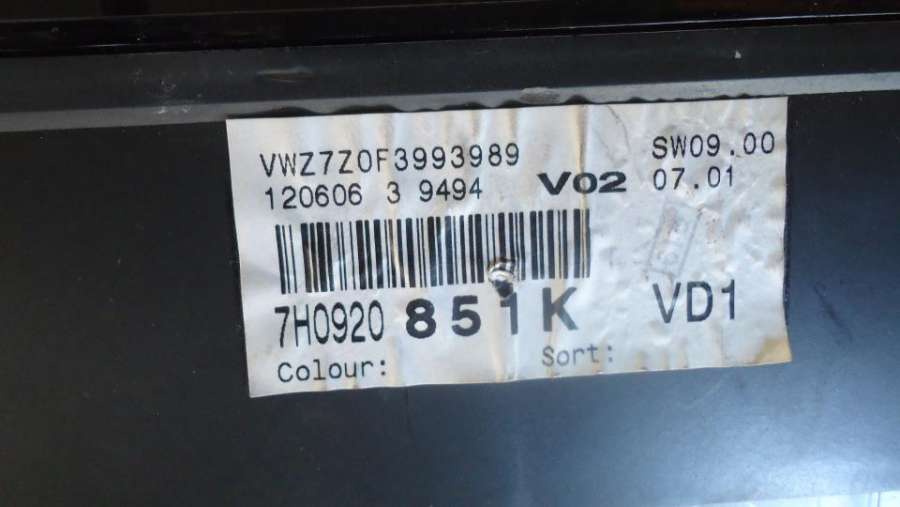 VWZ7Z0F3993989 SW09.00
120606 3 9494 V02 07.01
7H0920 851K VD1
Colour: Sort: